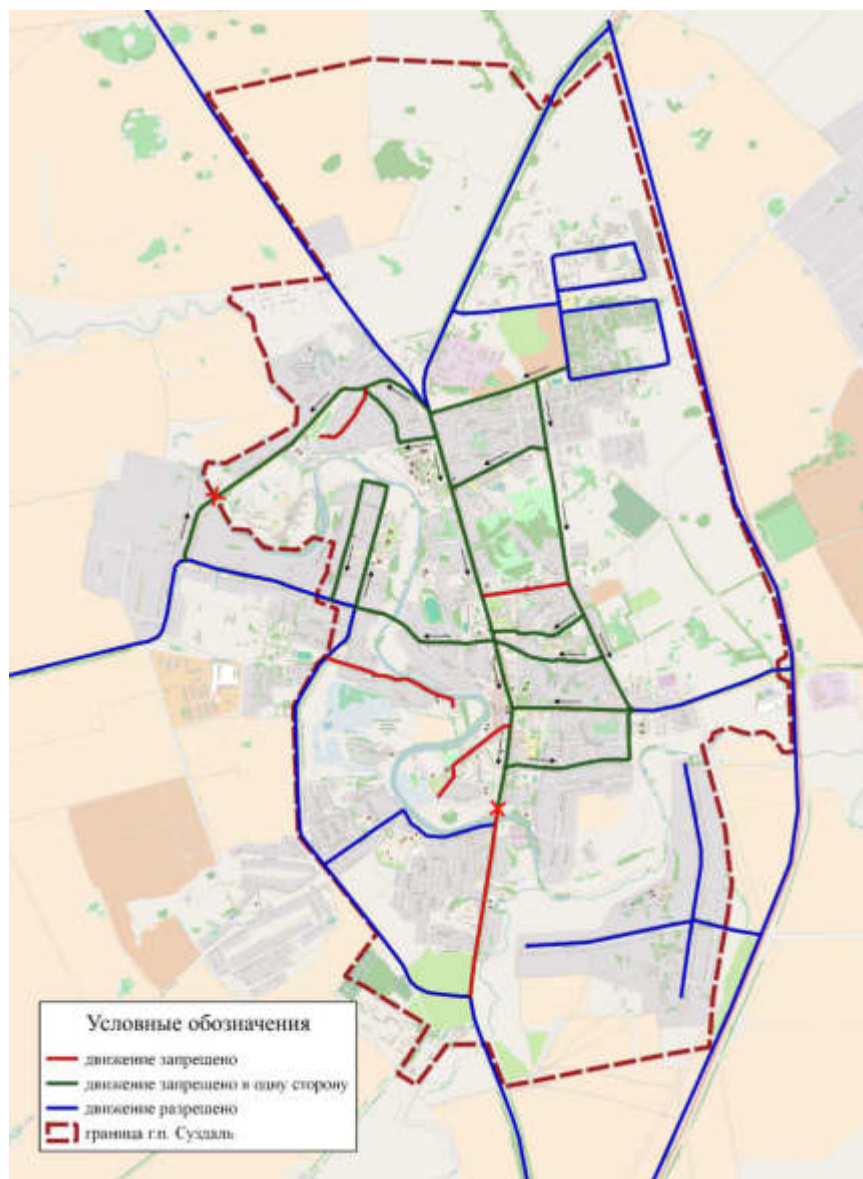 Условные обозначения
движение запрещено
движение запрещено в одну сторону
движение разрешено
граница г.п. Суздаль